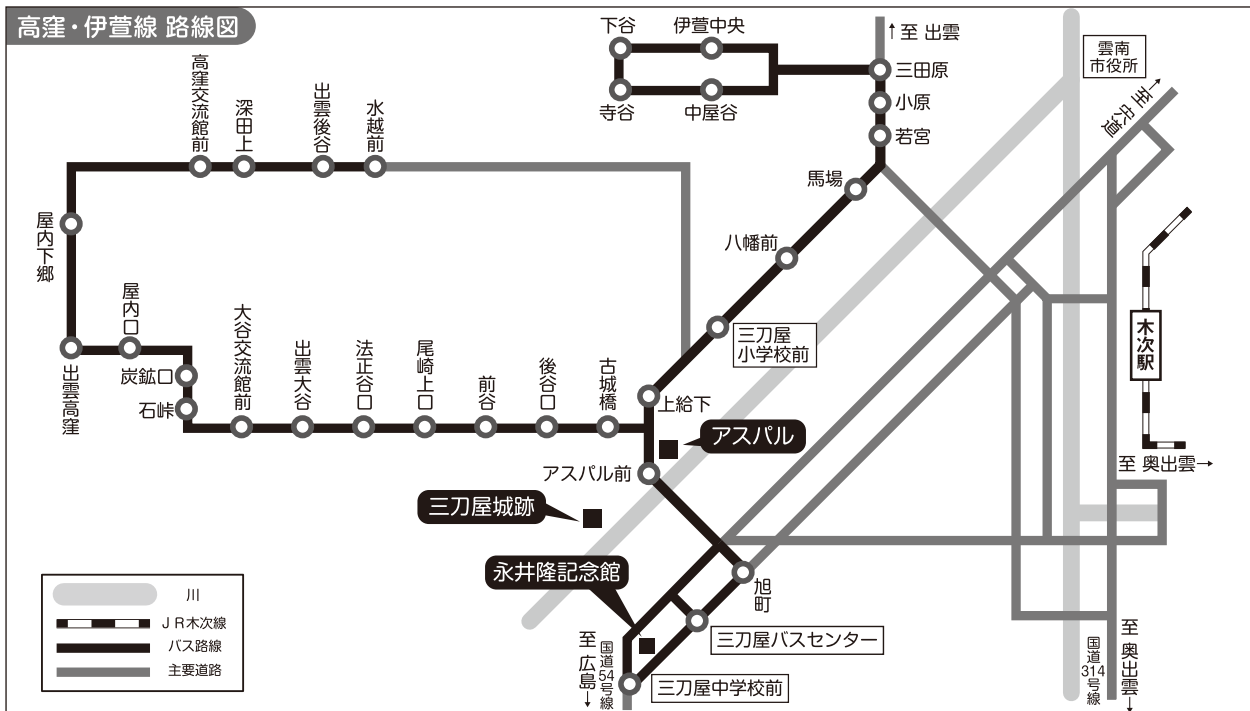 高窪・伊萱線 路線図
下谷
伊萱中央
寺谷
中屋谷
↑至 出雲
三田原
小原
若宮
馬場
八幡前
三刀屋
小学校前
上給下
雲南
市役所
←至 宍道
木次駅
至 奥出雲→
高窪交流館前
深田上
出雲後谷
水越前
屋内下郷
出雲高窪
屋内口
炭鉱口
石峠
大谷交流館前
出雲大谷
法正谷口
尾崎上口
前谷
後谷口
古城橋
アスパル
アスパル前
三刀屋城跡
永井隆記念館
旭町
三刀屋バスセンター
三刀屋中学校前
至 広島→
国道54号線
国道314号線
至 奥出雲→
川
JR木次線
バス路線
主要道路